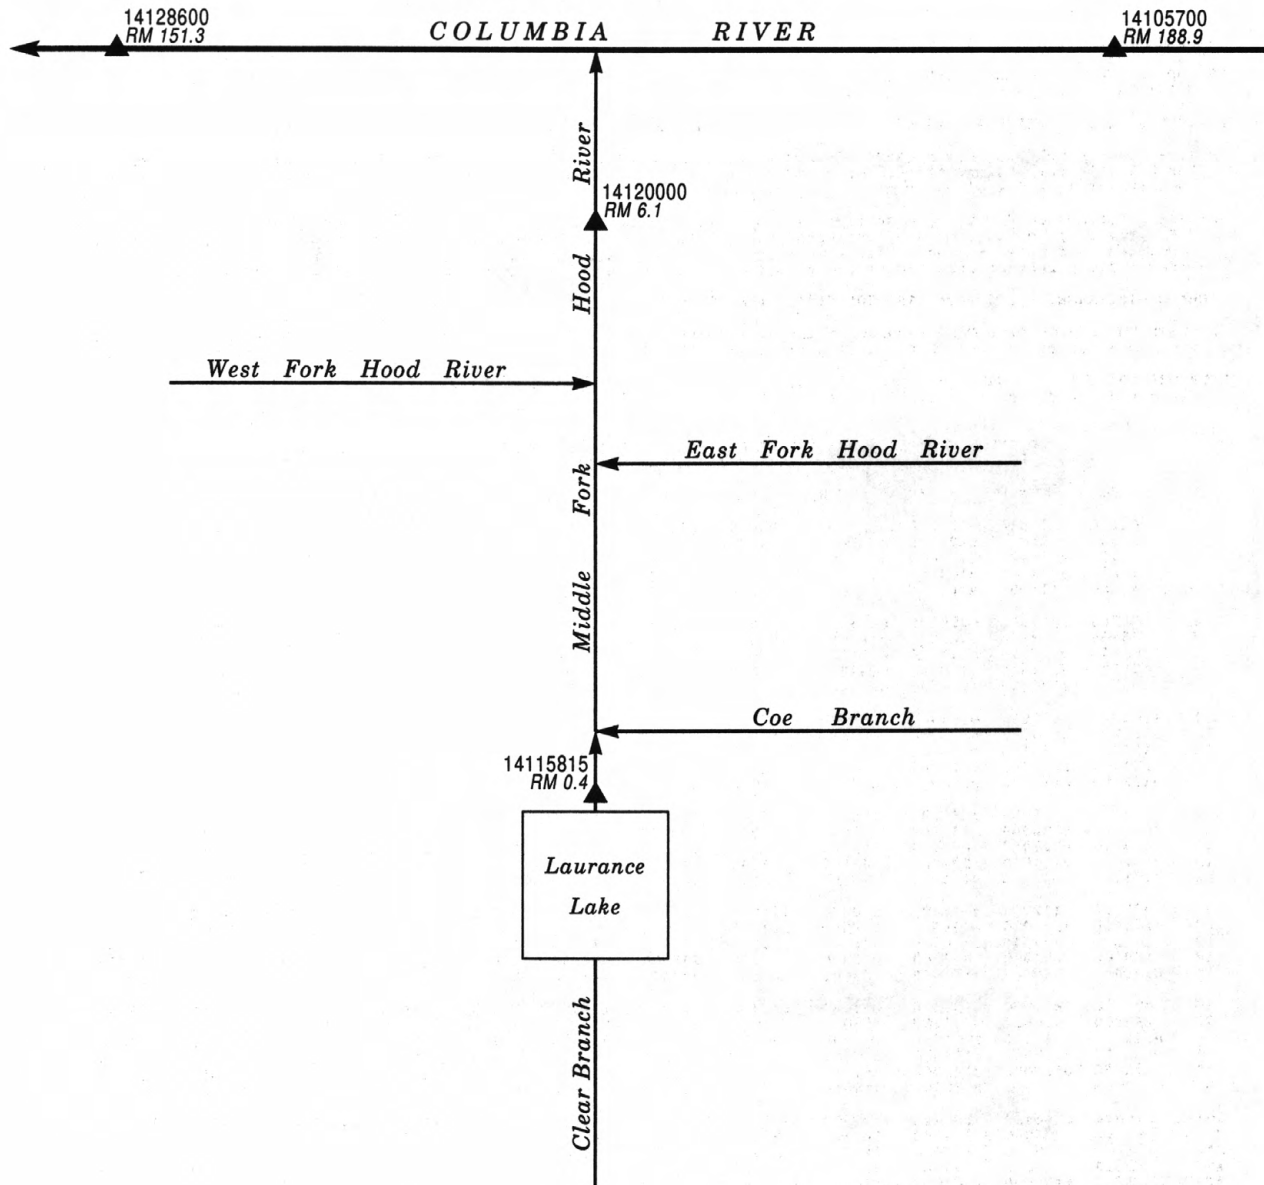 14128600
RM 151.3
COLUMBIA RIVER
14105700
RM 188.9
River
14120000
RM 6.1
Hood
West Fork Hood River
East Fork Hood River
Fork
Middle
Coe Branch
14115815
RM 0.4
Laurance
Lake
Clear Branch